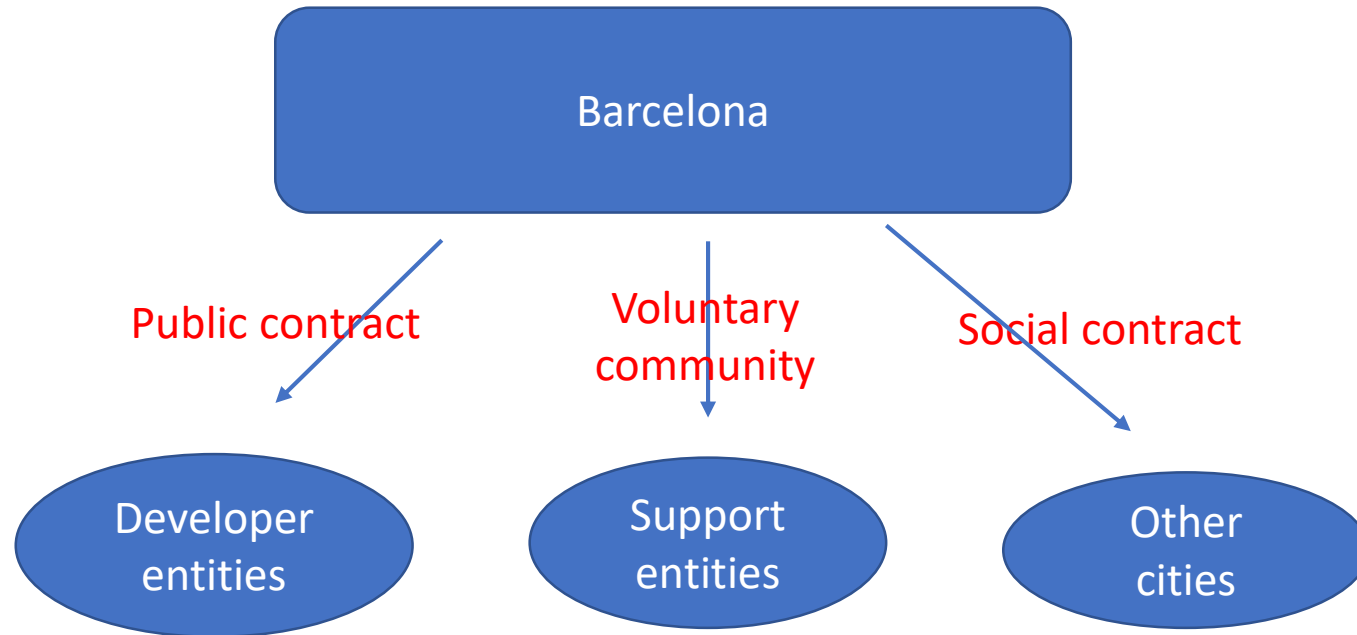 Barcelona
Public contract
Voluntary
community
Social contract
Developer
entities
Support
entities
Other
cities